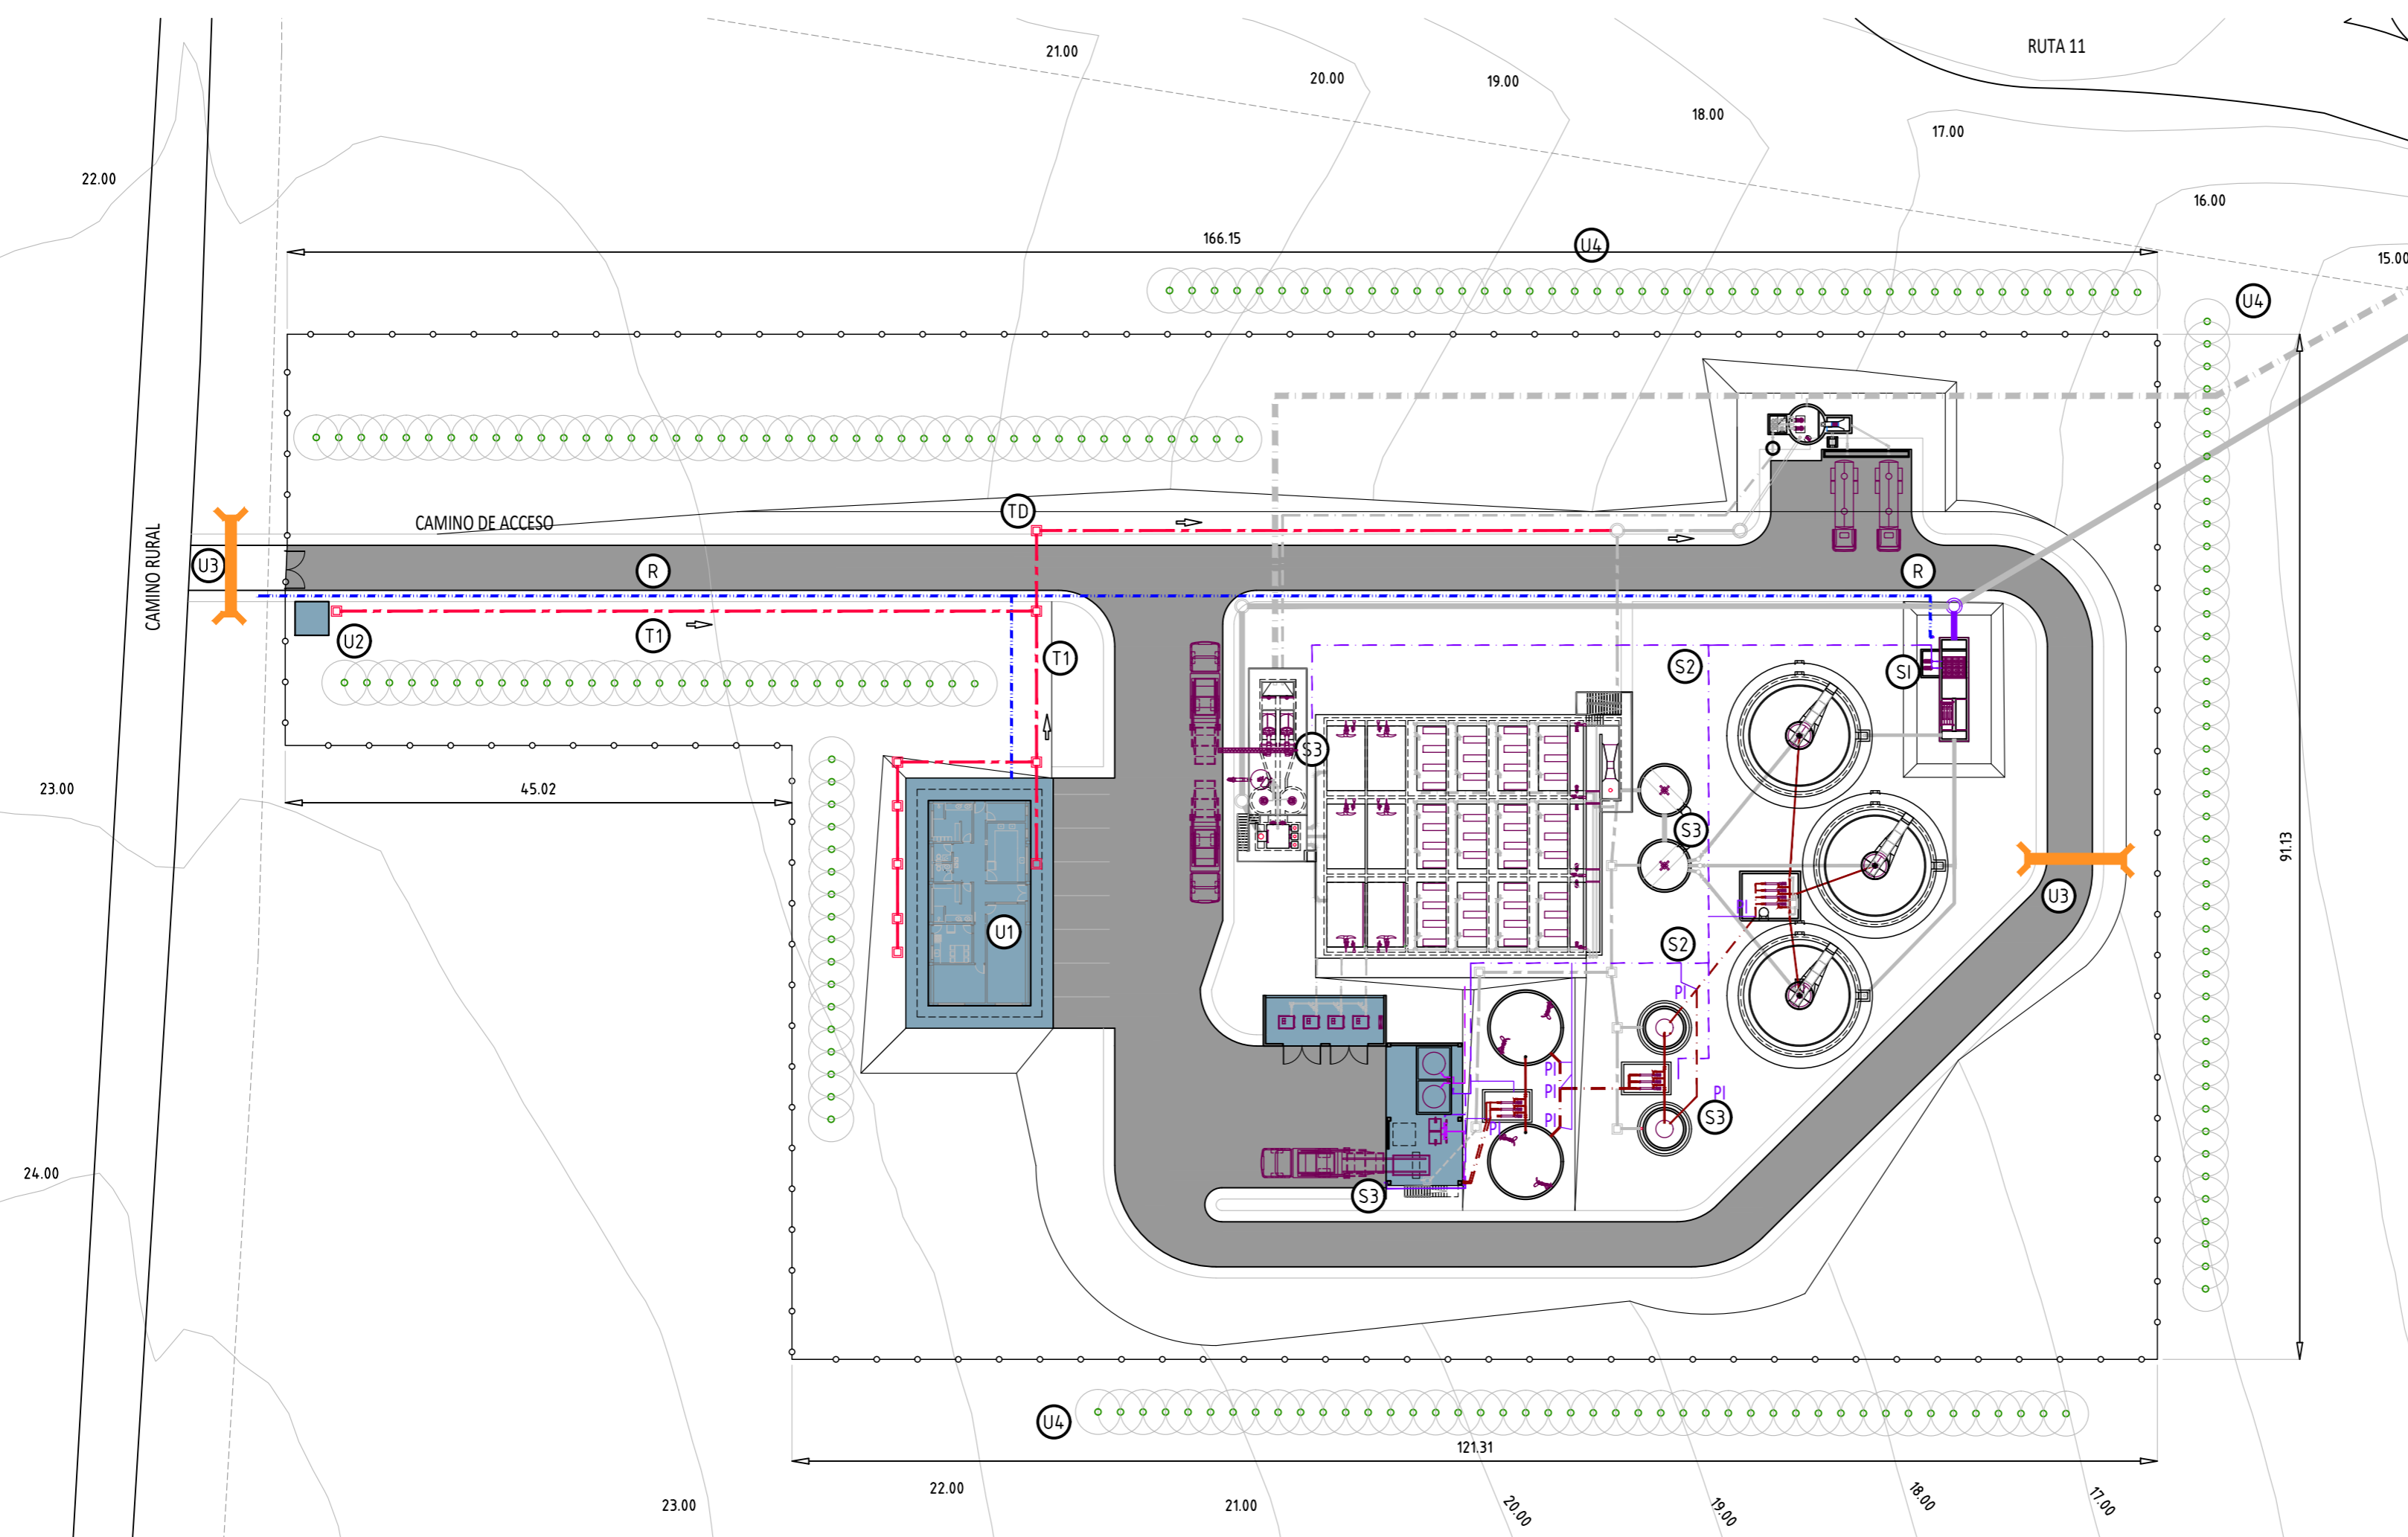 RUTA 11
21.00
20.00
19.00
18.00
17.00
22.00
16.00
166.15
U4
15.00
U4
CAMINO DE ACCESO
TD
CAMINO RURAL
U3
R
R
U2
T1
T1
S2
SI
S3
23.00
45.02
S3
91.13
U3
PI
U1
S2
PI
PI
PI
PI
S3
PI
PI
24.00
S3
U4
121.31
22.00
23.00
21.00
20.00
19.00
18.00
17.00